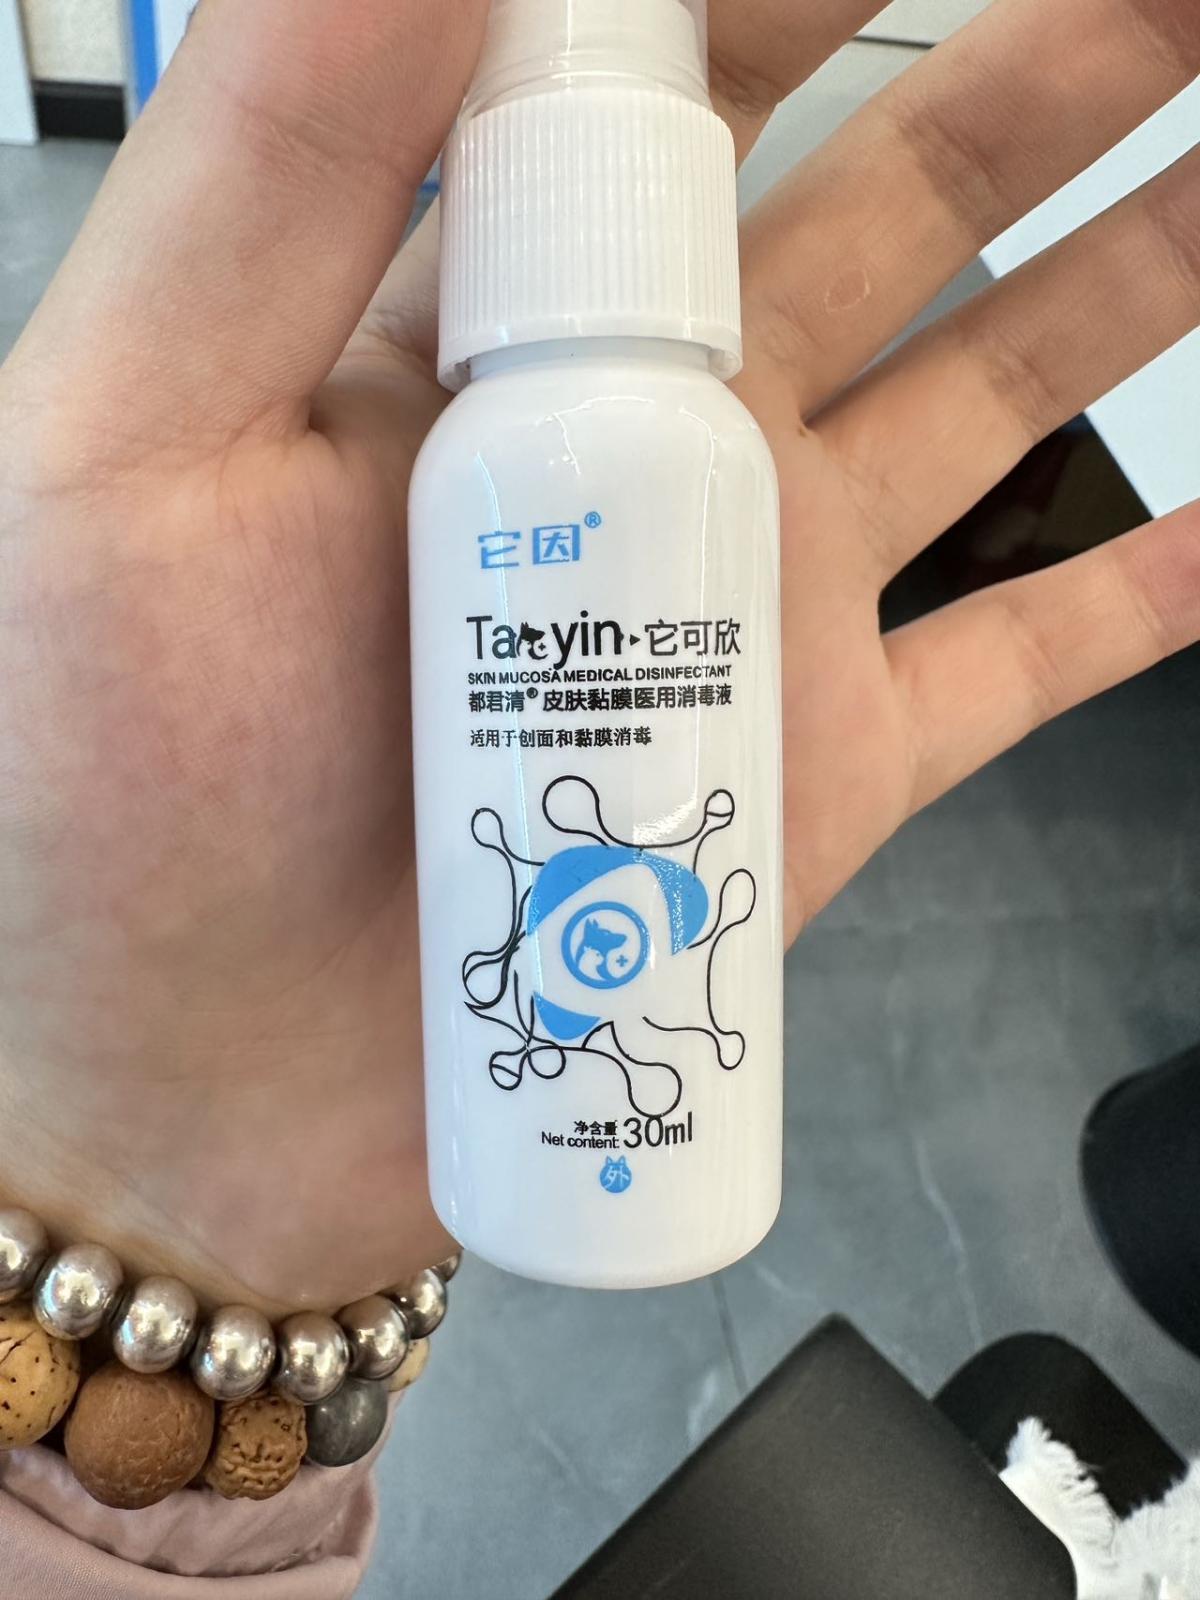 它因®
Taoyin·它可欣
SKIN MUCOSA MEDICAL DISINFECTANT
都君清® 皮肤黏膜医用消毒液
适用于创面和黏膜消毒
净含量
Net content: 30ml
外